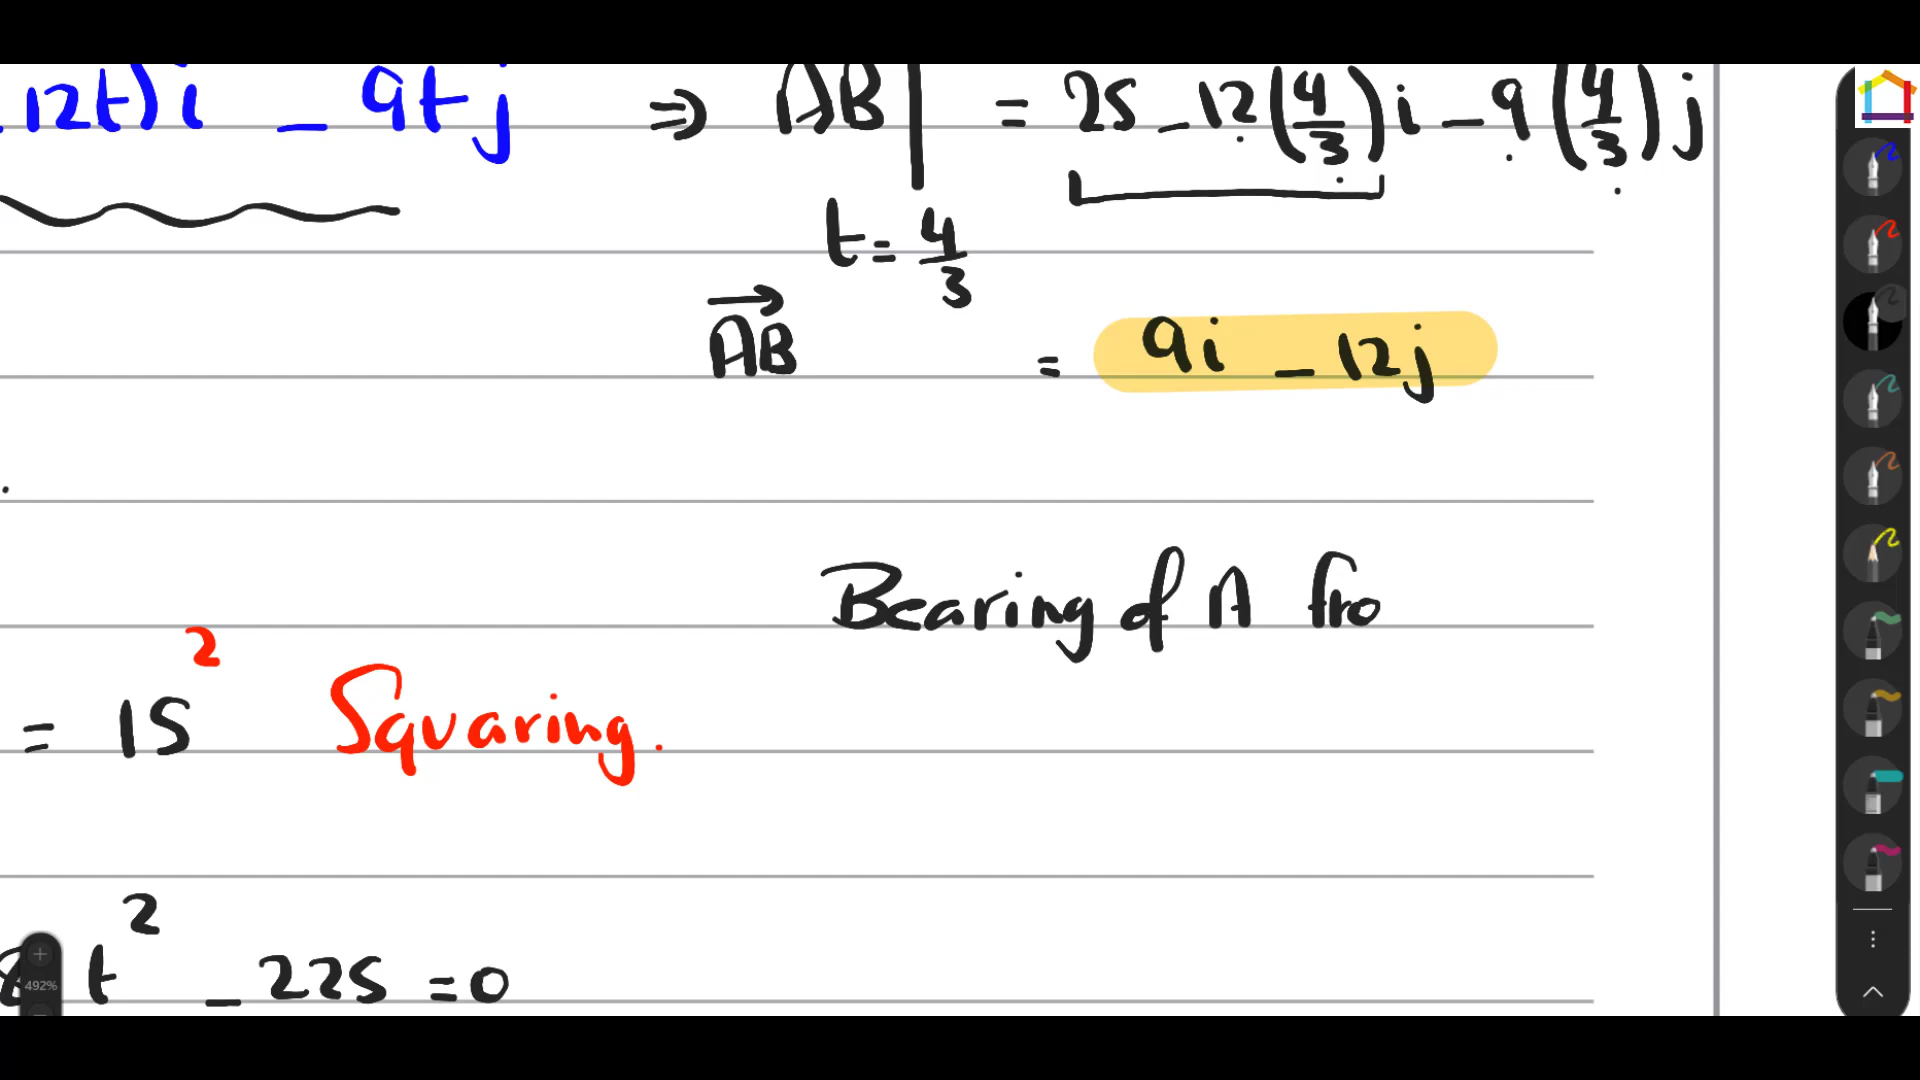 12t)i - 9tj ⇒ AB| = 25 - 12(4/3)i - 9(4/3)j
t = 4/3
AB = 9i - 12j
Bearing of A fro
= 15² Squaring.
t² - 225 = 0
492%